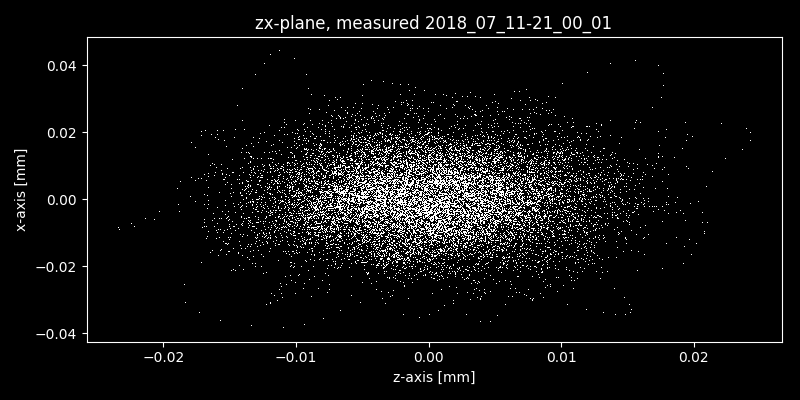 zx-plane, measured 2018_07_11-21_00_01
0.04
0.02
0.00
−0.02
−0.04
x-axis [mm]
−0.02 −0.01 0.00 0.01 0.02
z-axis [mm]